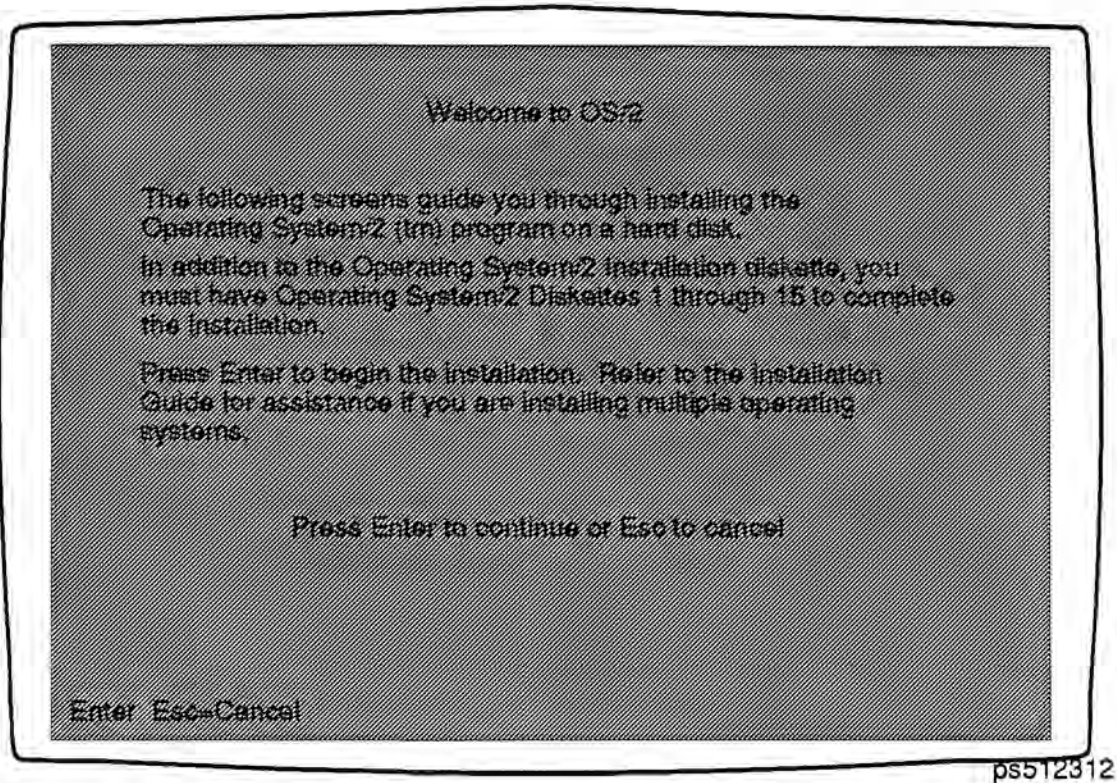 Welcome to OS/2
The following screens guide you through installing the
Operating System/2 (tm) program on a hard disk.
In addition to the Operating System/2 Installation diskette, you
must have Operating System/2 Diskettes 1 through 15 to complete
the installation.
Press Enter to begin the installation. Refer to the Installation
Guide for assistance if you are installing multiple operating
systems.
Press Enter to continue or Esc to cancel
Enter Esc=Cancel
ps512312